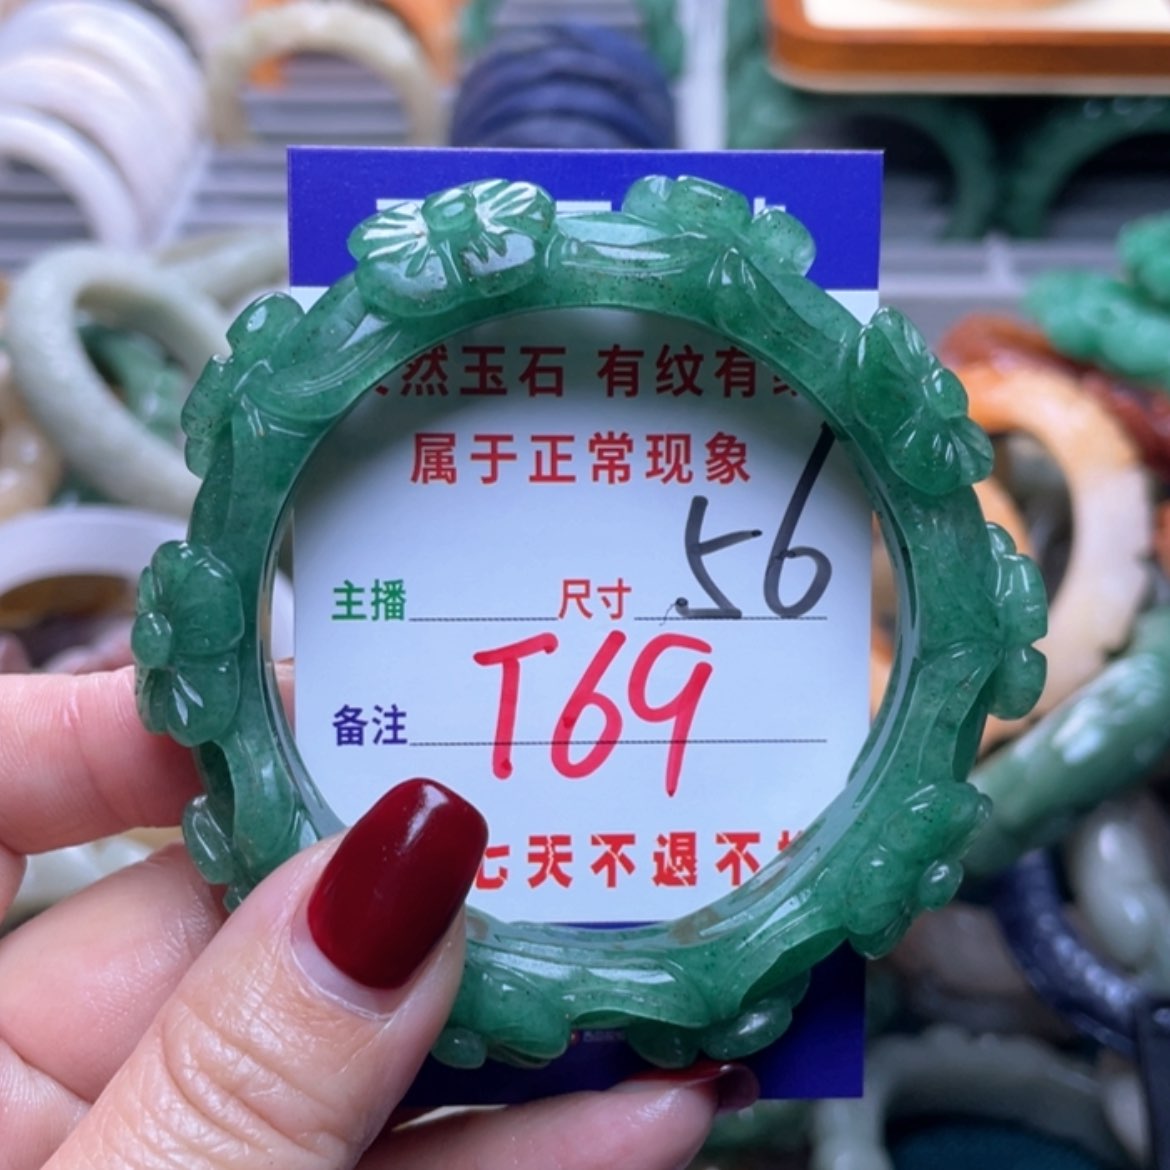 然玉石 有纹有
属于正常现象
主播 尺寸 56
T69
备注
七天不退不